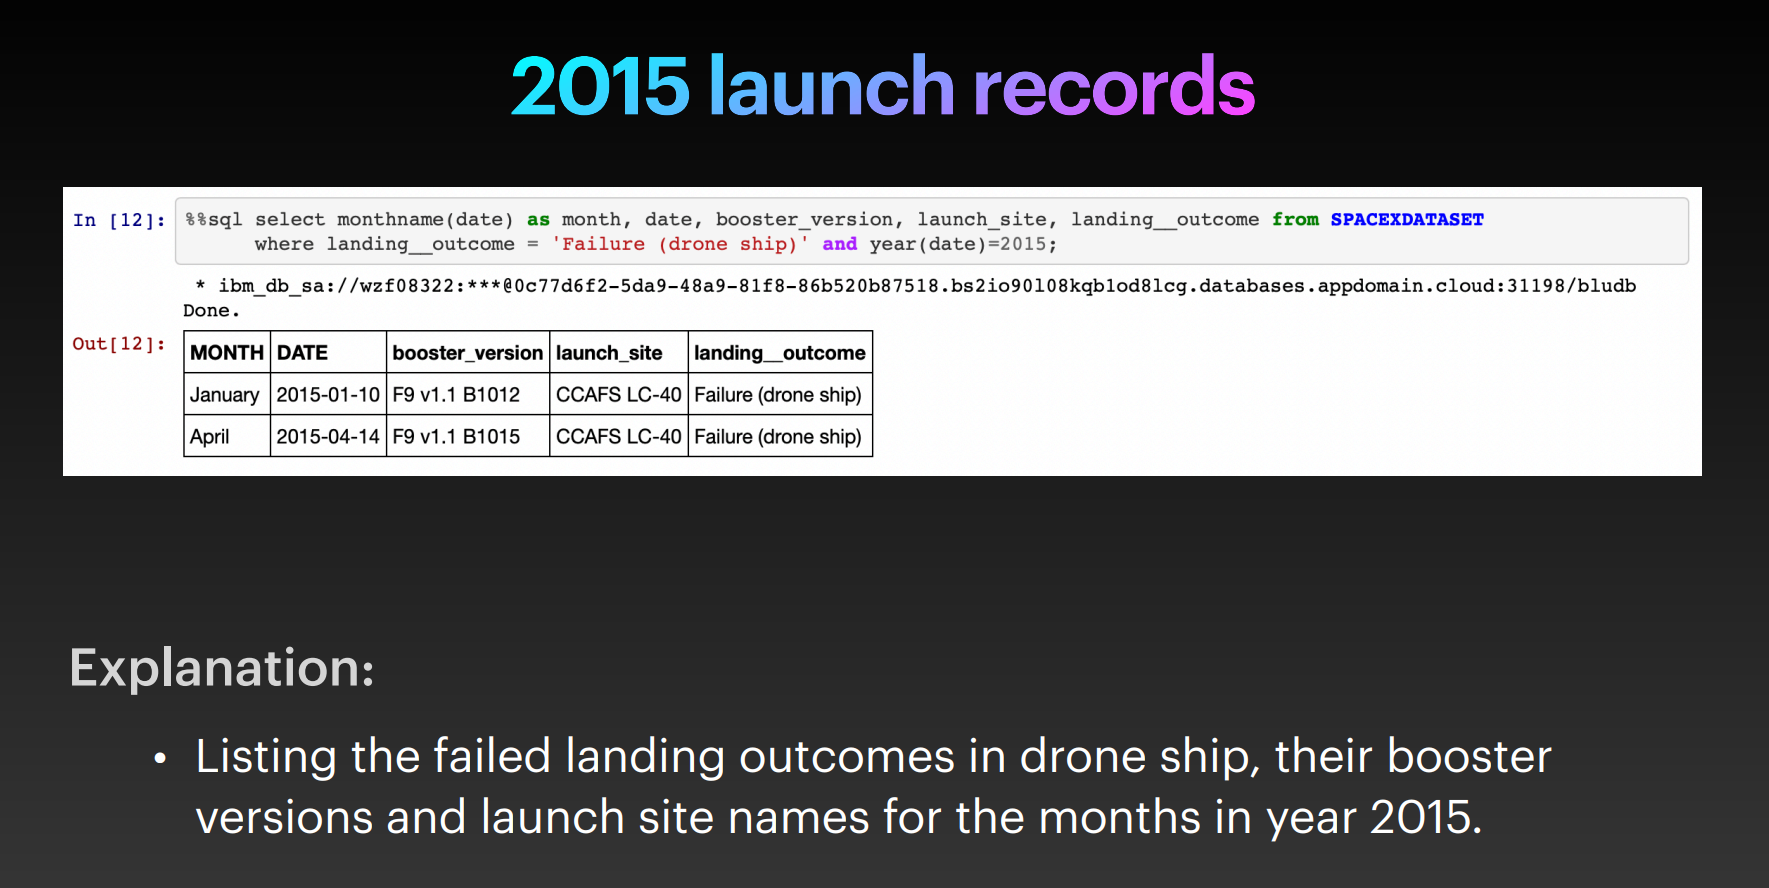 2015 launch records
In [12]: %%sql select monthname(date) as month, date, booster_version, launch_site, landing__outcome from SPACEXDATASET
where landing__outcome = 'Failure (drone ship)' and year(date)=2015;
* ibm_db_sa://wzf08322:***@0c77d6f2-5da9-48a9-81f8-86b520b87518.bs2io90l08kqb1od8lcg.databases.appdomain.cloud:31198/bludb
Done.
Out[12]:
MONTH DATE booster_version launch_site landing__outcome
January 2015-01-10 F9 v1.1 B1012 CCAFS LC-40 Failure (drone ship)
April 2015-04-14 F9 v1.1 B1015 CCAFS LC-40 Failure (drone ship)
Explanation:
• Listing the failed landing outcomes in drone ship, their booster
versions and launch site names for the months in year 2015.